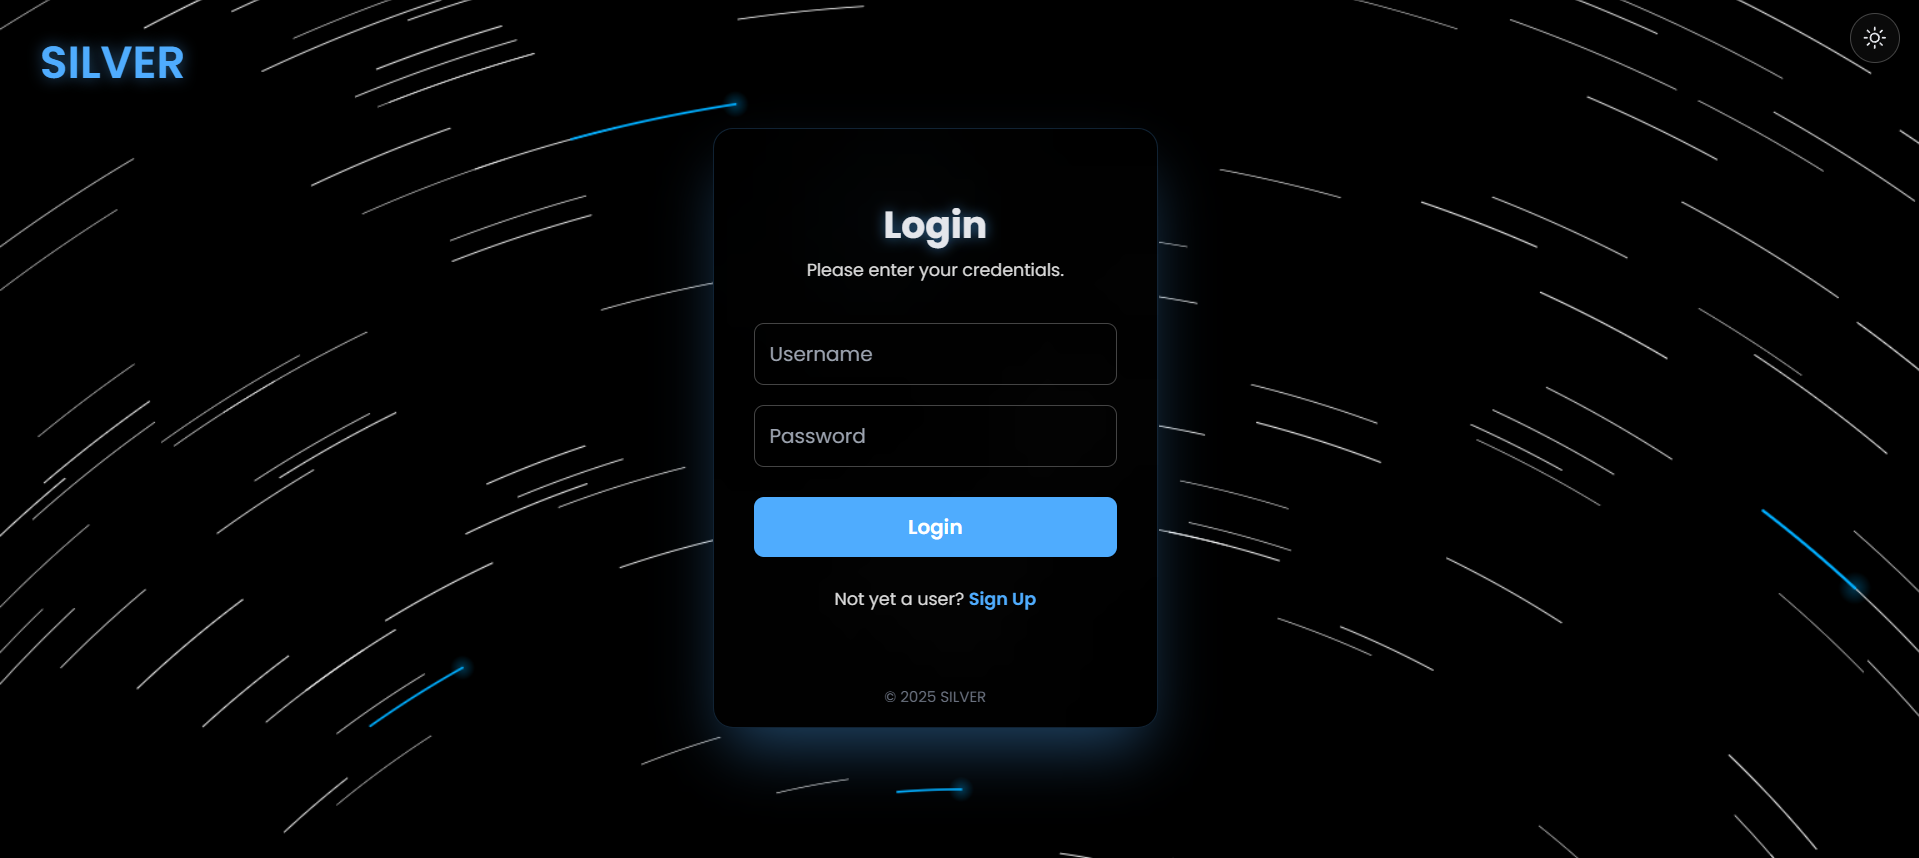 SILVER
Login
Please enter your credentials.
Username
Password
Login
Not yet a user? Sign Up
© 2025 SILVER